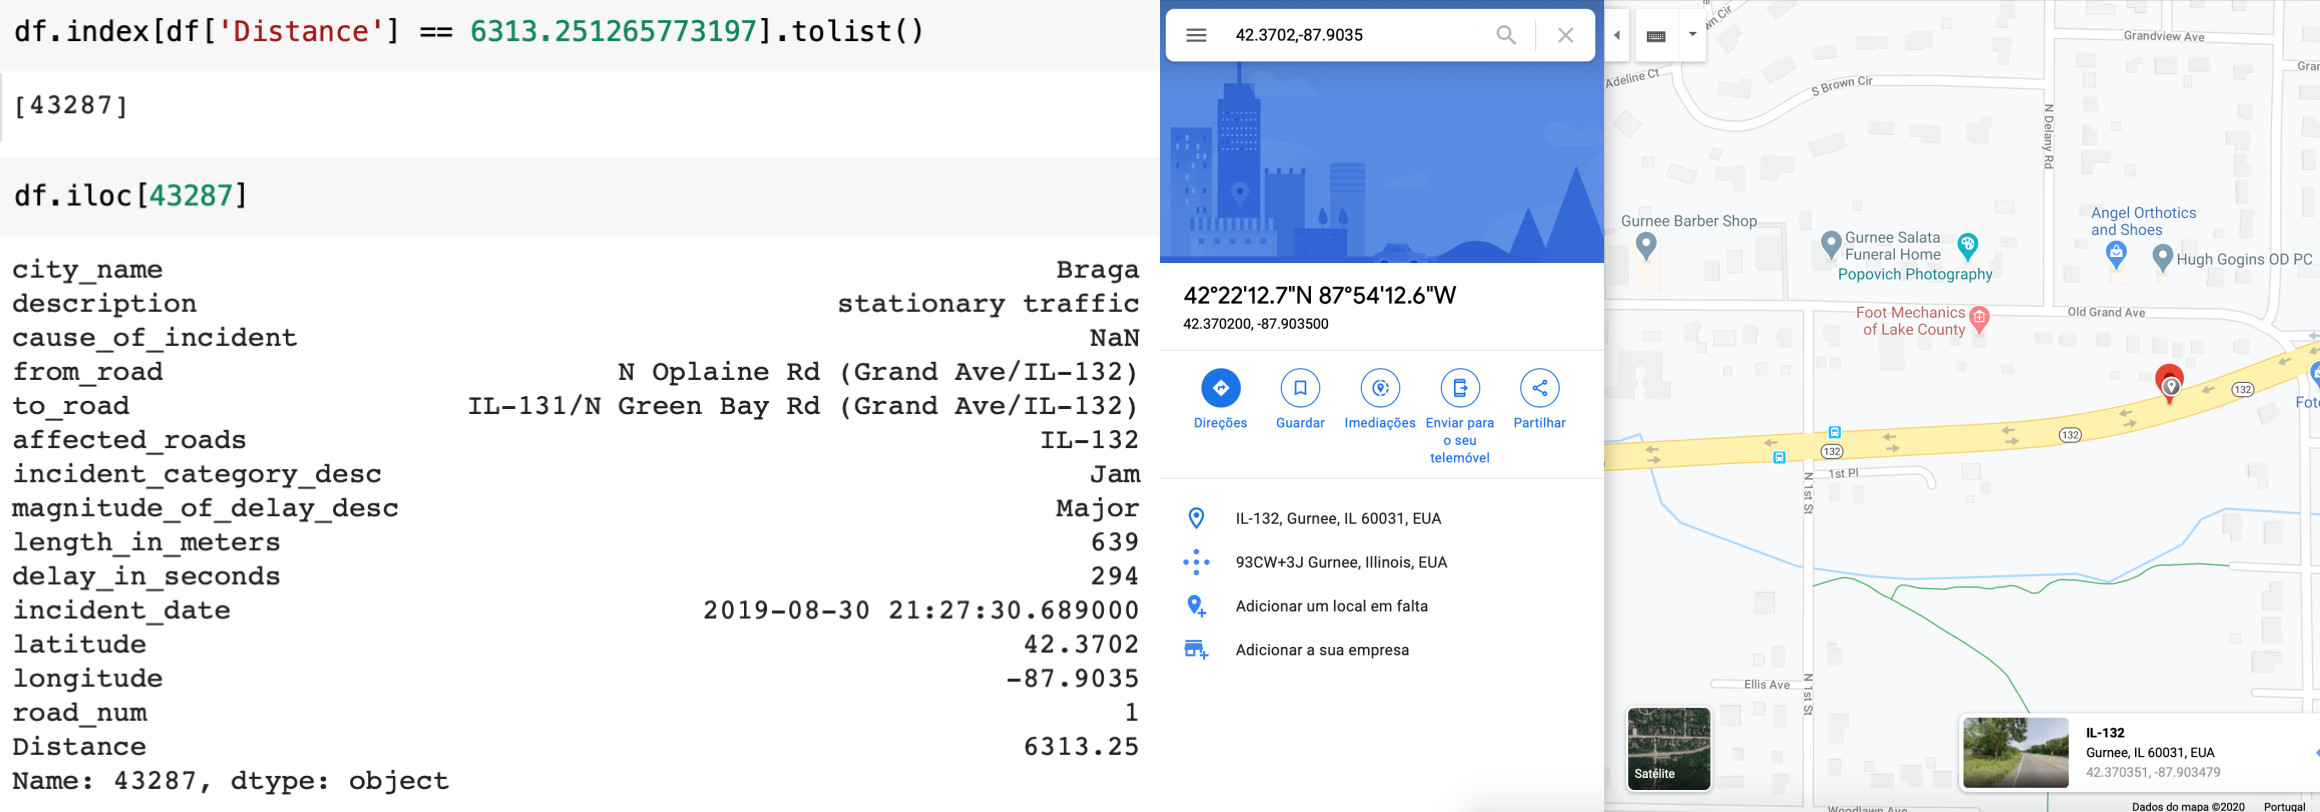 df.index[df['Distance'] == 6313.251265773197].tolist()
[43287]
df.iloc[43287]
city_name Braga
description stationary traffic
cause_of_incident NaN
from_road N Oplaine Rd (Grand Ave/IL-132)
to_road IL-131/N Green Bay Rd (Grand Ave/IL-132)
affected_roads IL-132
incident_category_desc Jam
magnitude_of_delay_desc Major
length_in_meters 639
delay_in_seconds 294
incident_date 2019-08-30 21:27:30.689000
latitude 42.3702
longitude -87.9035
road_num 1
Distance 6313.25
Name: 43287, dtype: object
42.3702,-87.9035
42°22'12.7"N 87°54'12.6"W
42.370200, -87.903500
Direções
Guardar
Imediações
Enviar para
o seu
telemóvel
Partilhar
IL-132, Gurnee, IL 60031, EUA
93CW+3J Gurnee, Illinois, EUA
Adicionar um local em falta
Adicionar a sua empresa
Adeline Ct
S Brown Cir
Grandview Ave
N Delany Rd
Gurnee Barber Shop
Gurnee Salata
Funeral Home
Popovich Photography
Angel Orthotics
and Shoes
Hugh Gogins OD PC
Foot Mechanics
of Lake County
Old Grand Ave
132
132
132
1st Pl
N 1st St
Ellis Ave
N 1st St
Satélite
IL-132
Gurnee, IL 60031, EUA
42.370351, -87.903479
Woodlawn Ave
Dados do mapa ©2020 Portugal